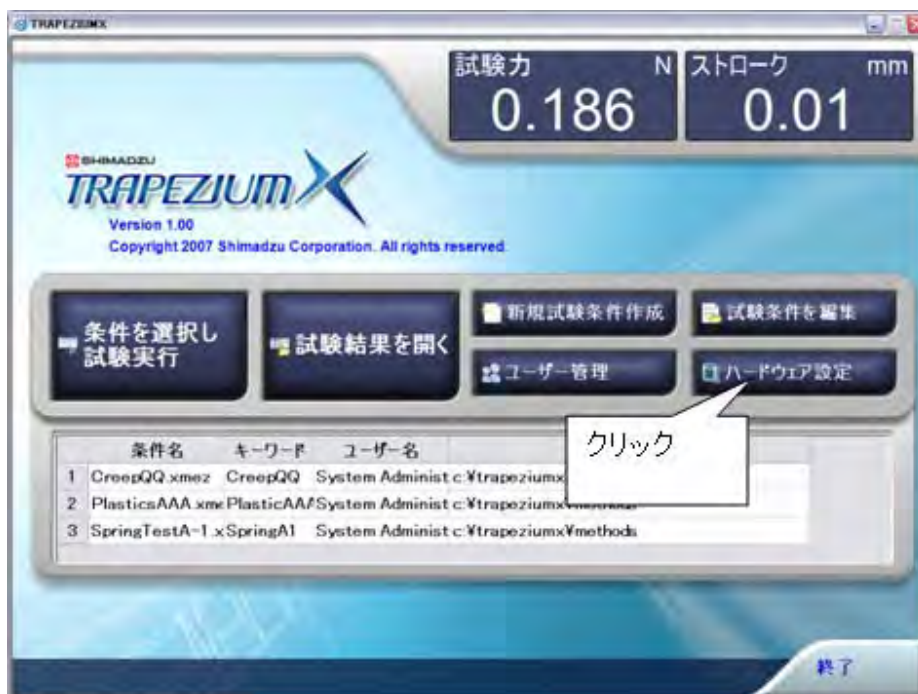 TRAPEZIUMX
試験力 N
0.186
ストローク mm
0.01
SHIMADZU
TRAPEZIUM X
Version 1.00
Copyright 2007 Shimadzu Corporation. All rights reserved.
条件を選択し
試験実行
試験結果を開く
新規試験条件作成
試験条件を編集
ユーザー管理
ハードウェア設定
クリック
条件名 キーワード ユーザー名
1 CreepQQ.xmez CreepQQ System Administ c:¥trapeziumx
2 PlasticsAAA.xme PlasticAAA System Administ c:¥trapeziumx¥methods
3 SpringTestA-1.x SpringA1 System Administ c:¥trapeziumx¥methods
終了